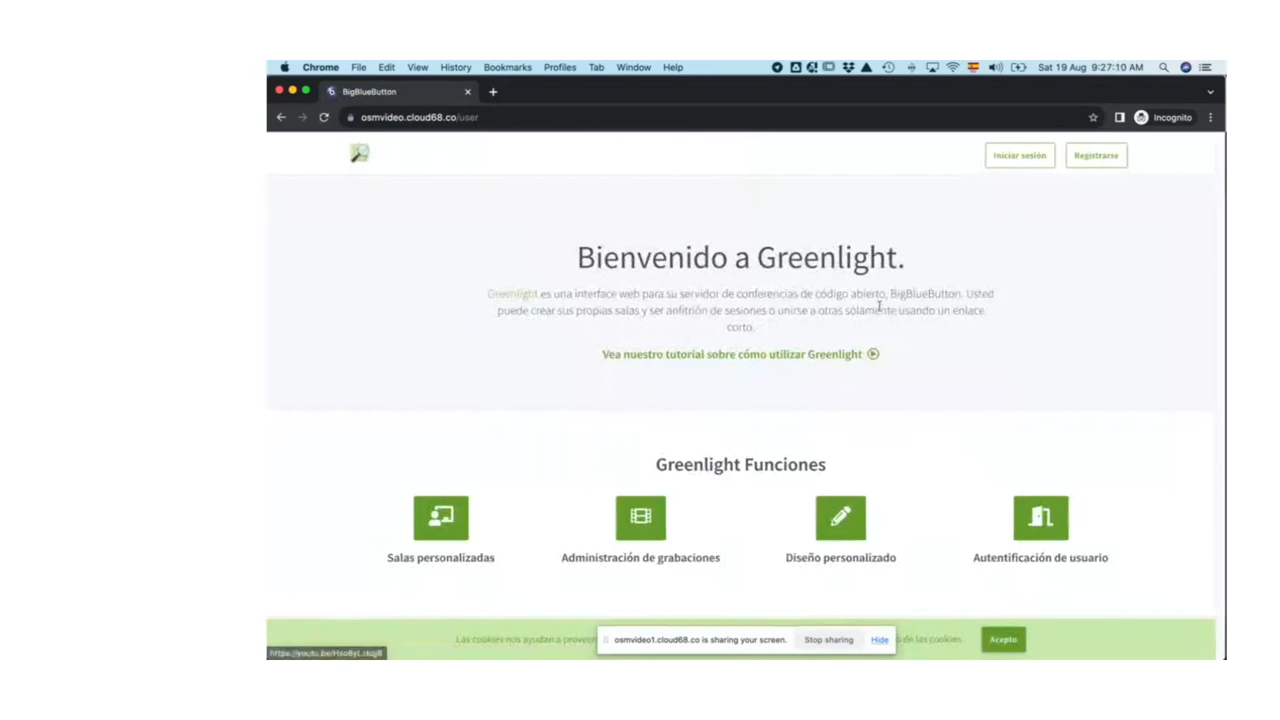 Chrome File Edit View History Bookmarks Profiles Tab Window Help Sat 19 Aug 9:27:10 AM
BigBlueButton
osmvideo.cloud68.co/user Incognito
Iniciar sesión Registrarse
Bienvenido a Greenlight.
Greenlight es una interface web para su servidor de conferencias de código abierto, BigBlueButton. Usted
puede crear sus propias salas y ser anfitrión de sesiones o unirse a otras solamente usando un enlace
corto.
Vea nuestro tutorial sobre cómo utilizar Greenlight
Greenlight Funciones
Salas personalizadas Administración de grabaciones Diseño personalizado Autentificación de usuario
Las cookies nos ayudan a osmvideo1.cloud68.co is sharing your screen. Stop sharing Hide de las cookies. Acepto